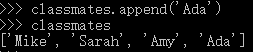 >>> classmates.append('Ada')
>>> classmates
['Mike', 'Sarah', 'Amy', 'Ada']